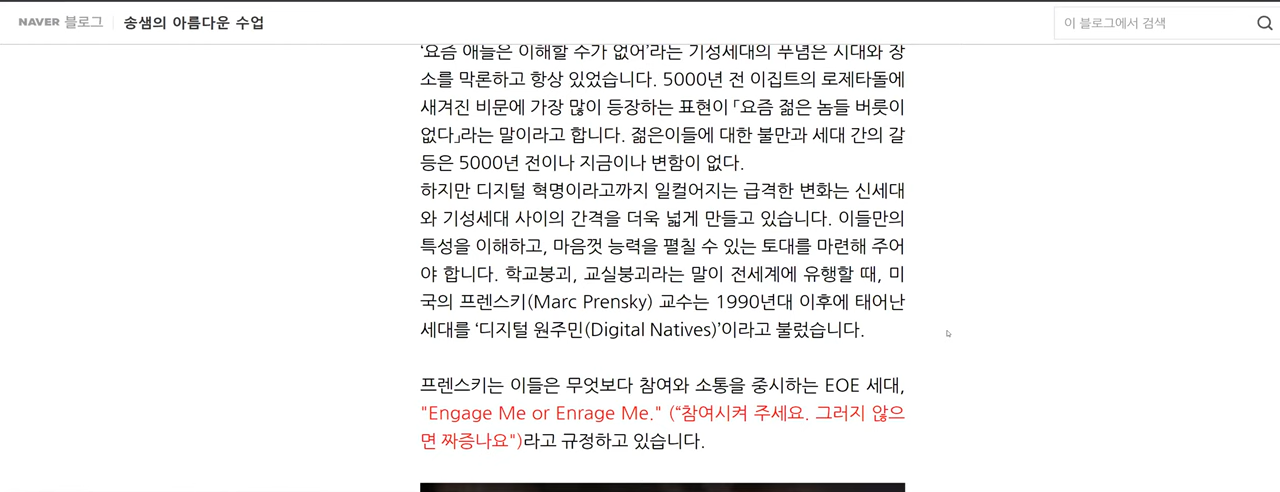 NAVER 블로그 송샘의 아름다운 수업
이 블로그에서 검색
‘요즘 애들은 이해할 수가 없어’라는 기성세대의 푸념은 시대와 장
소를 막론하고 항상 있었습니다. 5000년 전 이집트의 로제타돌에
새겨진 비문에 가장 많이 등장하는 표현이 ｢요즘 젊은 놈들 버릇이
없다｣라는 말이라고 합니다. 젊은이들에 대한 불만과 세대 간의 갈
등은 5000년 전이나 지금이나 변함이 없다.
하지만 디지털 혁명이라고까지 일컬어지는 급격한 변화는 신세대
와 기성세대 사이의 간격을 더욱 넓게 만들고 있습니다. 이들만의
특성을 이해하고, 마음껏 능력을 펼칠 수 있는 토대를 마련해 주어
야 합니다. 학교붕괴, 교실붕괴라는 말이 전세계에 유행할 때, 미
국의 프렌스키(Marc Prensky) 교수는 1990년대 이후에 태어난
세대를 ‘디지털 원주민(Digital Natives)’이라고 불렀습니다.
프렌스키는 이들은 무엇보다 참여와 소통을 중시하는 EOE 세대,
"Engage Me or Enrage Me." (“참여시켜 주세요. 그러지 않으
면 짜증나요")라고 규정하고 있습니다.